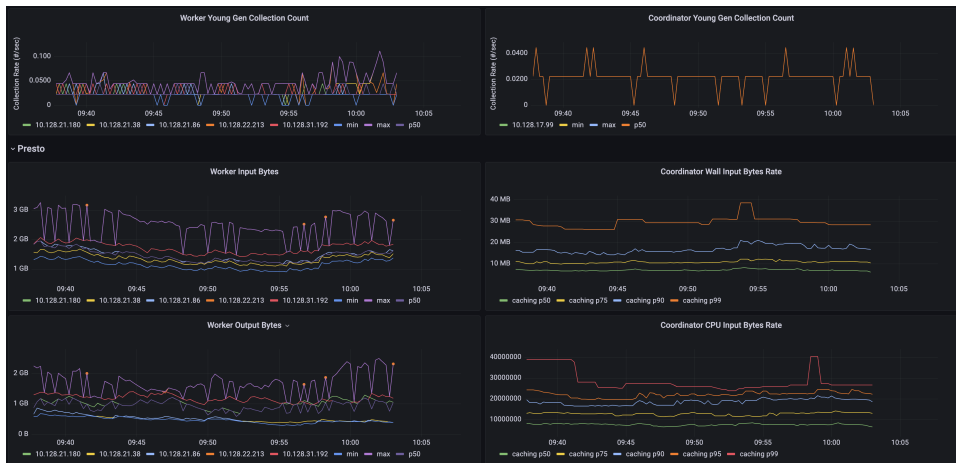 Worker Young Gen Collection Count
Collection Rate (#/sec)
0.100
0.0500
0
09:40 09:45 09:50 09:55 10:00 10:05
10.128.21.180 10.128.21.38 10.128.21.86 10.128.22.213 10.128.31.192 min max p50
Coordinator Young Gen Collection Count
Collection Rate (#/sec)
0.0400
0.0200
0
09:40 09:45 09:50 09:55 10:00 10:05
10.128.17.99 min max p50
Presto
Worker Input Bytes
3 GB
2 GB
1 GB
09:40 09:45 09:50 09:55 10:00 10:05
10.128.21.180 10.128.21.38 10.128.21.86 10.128.22.213 10.128.31.192 min max p50
Coordinator Wall Input Bytes Rate
40 MB
30 MB
20 MB
10 MB
09:40 09:45 09:50 09:55 10:00 10:05
caching p50 caching p75 caching p90 caching p99
Worker Output Bytes
2 GB
1 GB
0 B
09:40 09:45 09:50 09:55 10:00 10:05
10.128.21.180 10.128.21.38 10.128.21.86 10.128.22.213 10.128.31.192 min max p50
Coordinator CPU Input Bytes Rate
40000000
30000000
20000000
10000000
09:40 09:45 09:50 09:55 10:00 10:05
caching p50 caching p75 caching p90 caching p95 caching p99